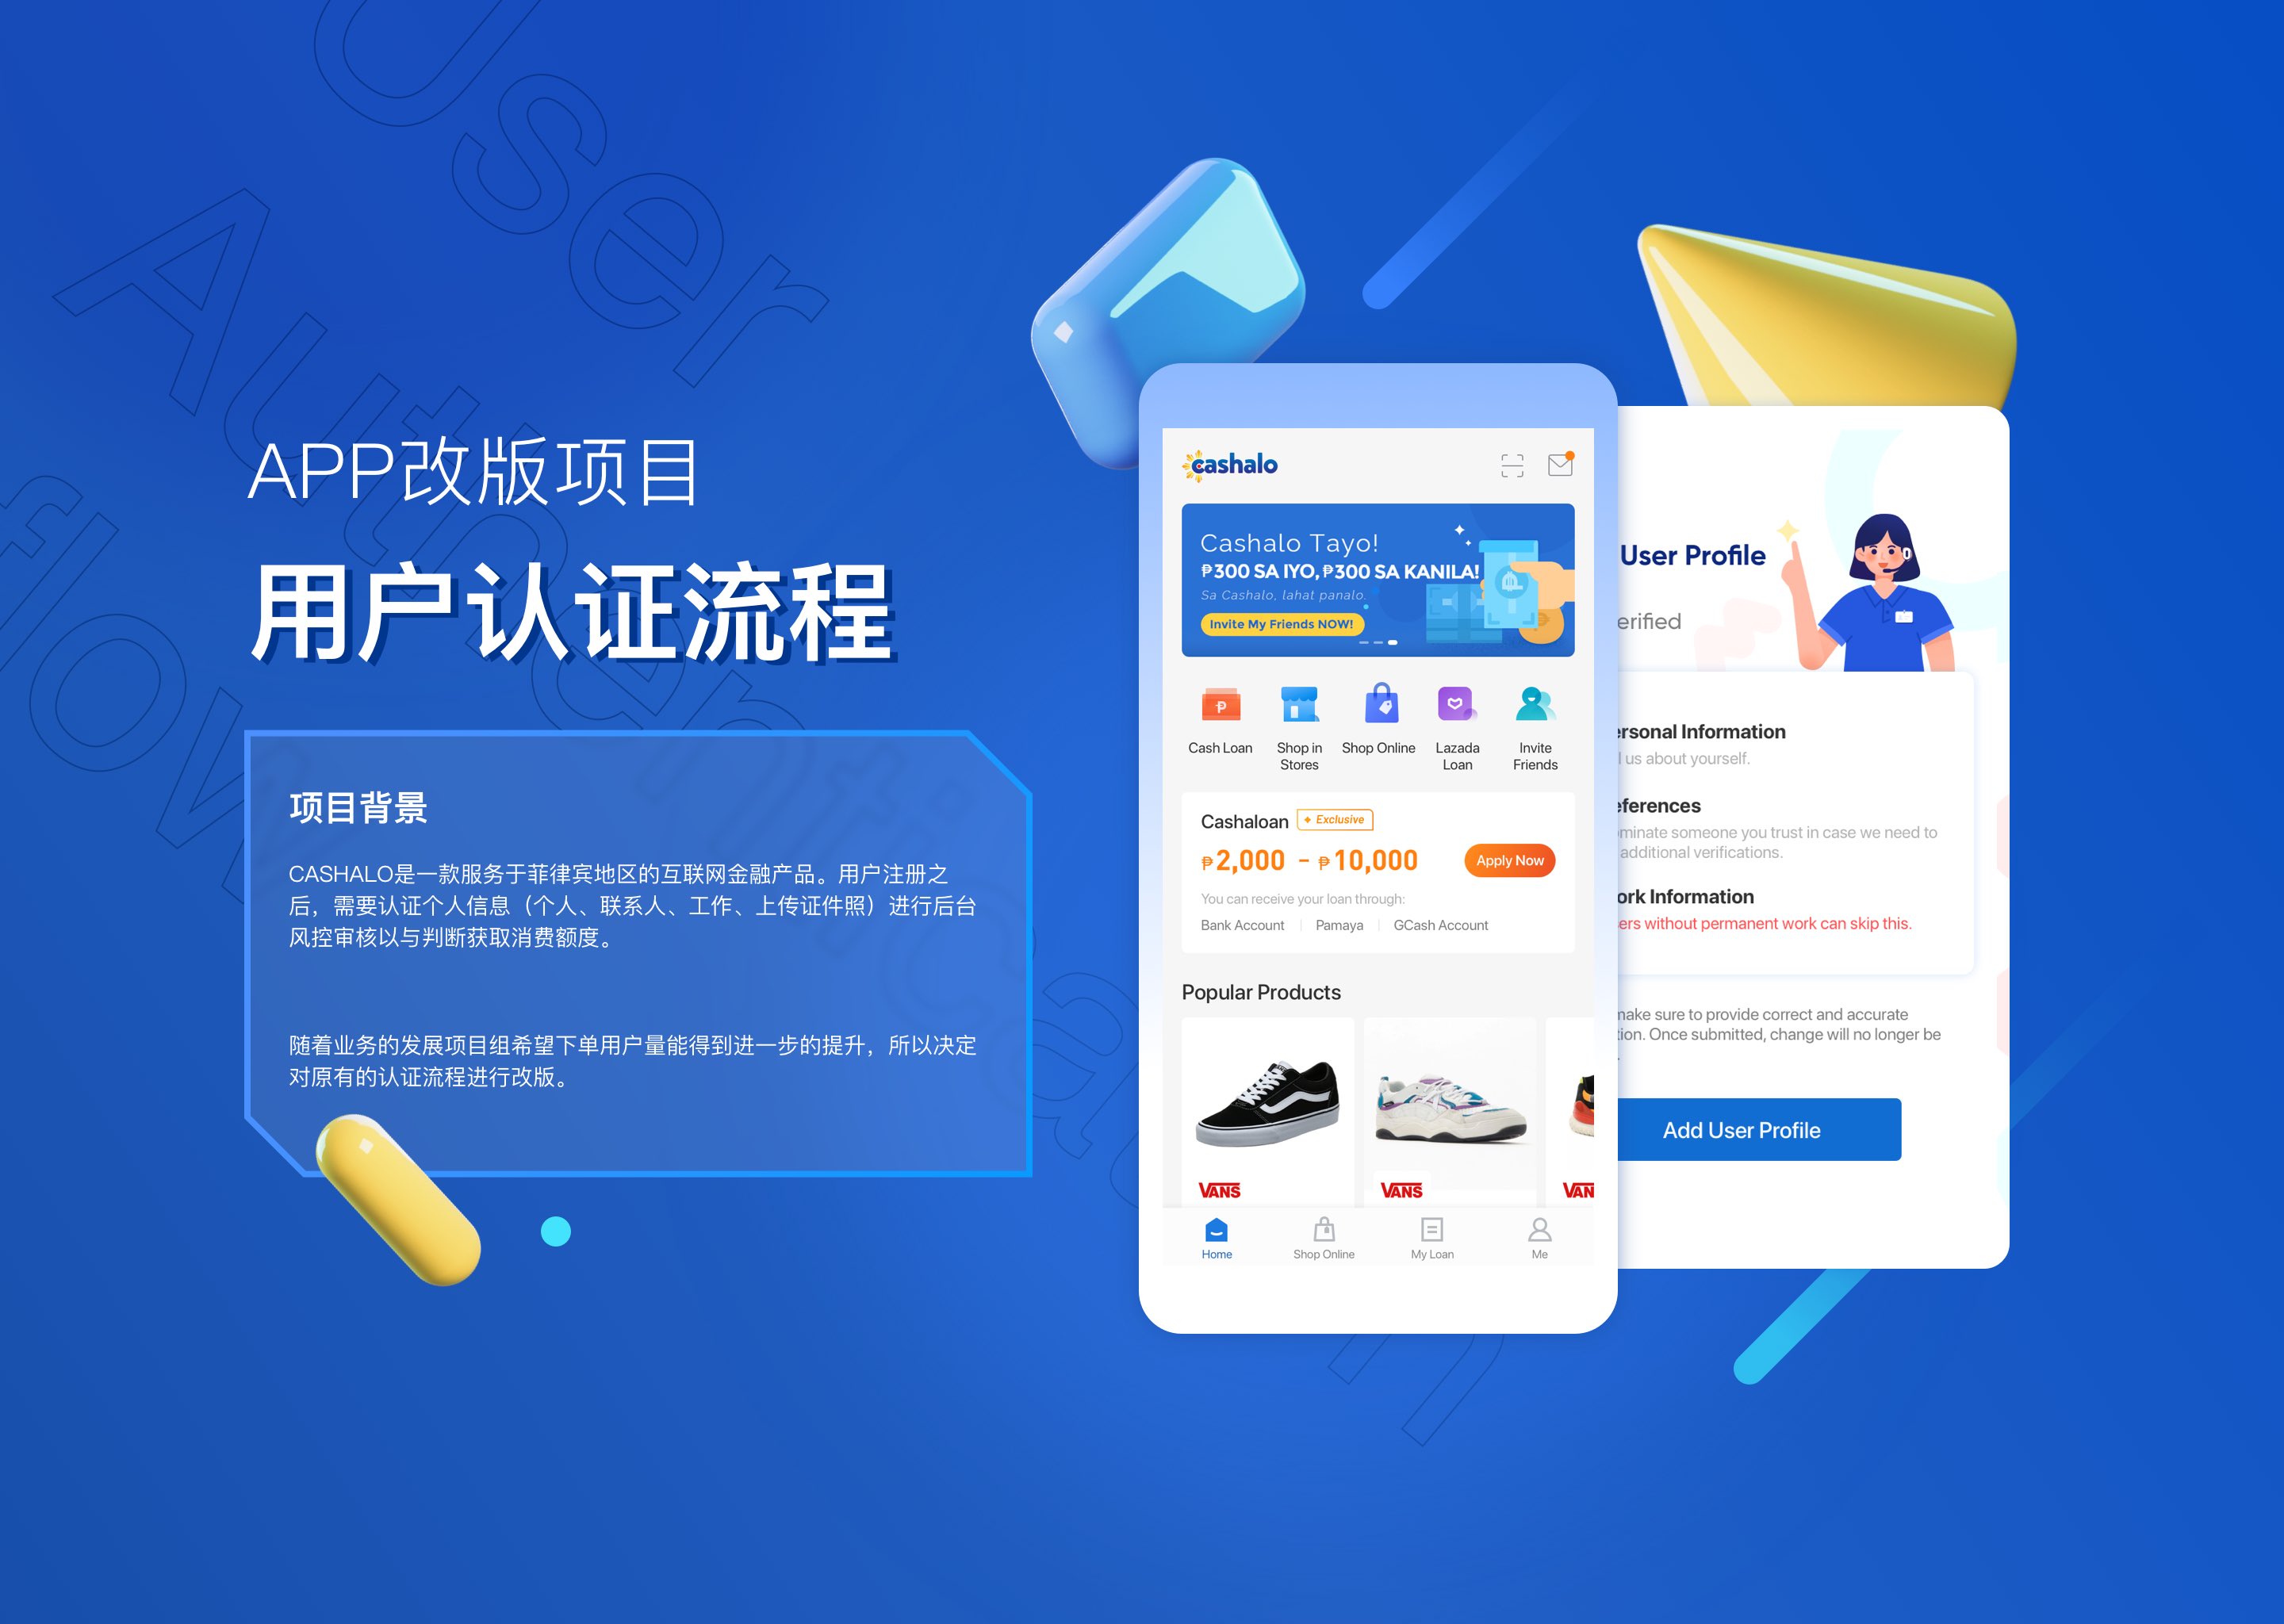 User
Authentica
flow
APP改版项目
用户认证流程
项目背景
CASHALO是一款服务于菲律宾地区的互联网金融产品。用户注册之
后，需要认证个人信息（个人、联系人、工作、上传证件照）进行后台
风控审核以与判断获取消费额度。
随着业务的发展项目组希望下单用户量能得到进一步的提升，所以决定
对原有的认证流程进行改版。
cashalo
Cashalo Tayo!
₱300 SA IYO, ₱300 SA KANILA!
Sa Cashalo, lahat panalo.
Invite My Friends NOW!
Cash Loan
Shop in
Stores
Shop Online
Lazada
Loan
Invite
Friends
Cashaloan
Exclusive
₱2,000 - ₱10,000
Apply Now
You can receive your loan through:
Bank Account
Pamaya
GCash Account
Popular Products
VANS
VANS
VAN
Home
Shop Online
My Loan
Me
User Profile
erified
ersonal Information
l us about yourself.
eferences
ominate someone you trust in case we need to
additional verifications.
ork Information
ers without permanent work can skip this.
make sure to provide correct and accurate
tion. Once submitted, change will no longer be
.
Add User Profile